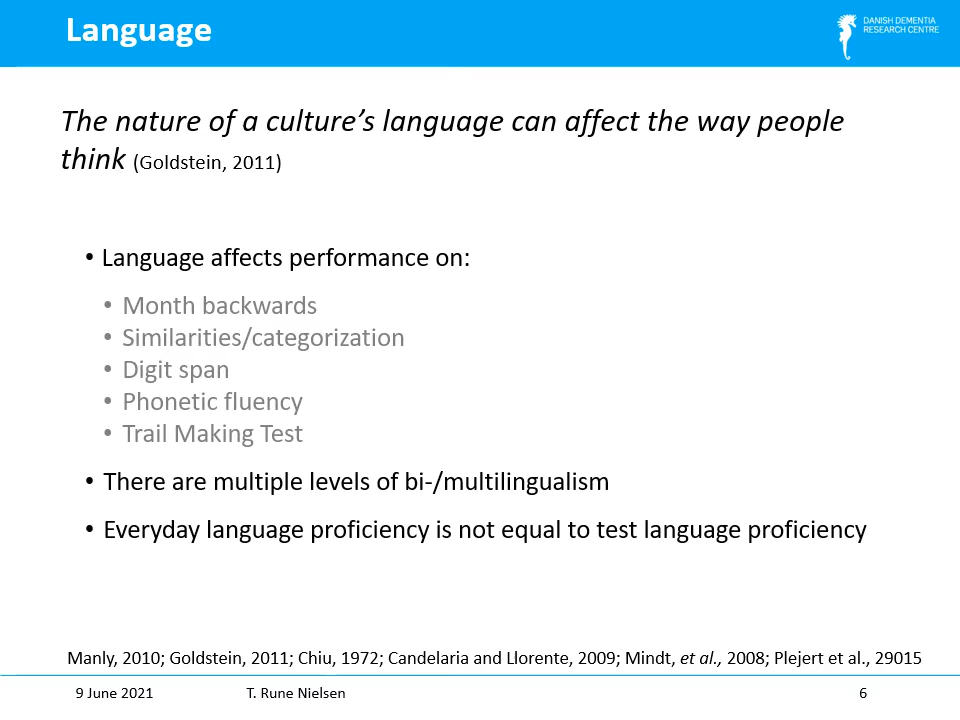 Language
DANISH DEMENTIA
RESEARCH CENTRE
The nature of a culture’s language can affect the way people
think (Goldstein, 2011)
• Language affects performance on:
• Month backwards
• Similarities/categorization
• Digit span
• Phonetic fluency
• Trail Making Test
• There are multiple levels of bi-/multilingualism
• Everyday language proficiency is not equal to test language proficiency
Manly, 2010; Goldstein, 2011; Chiu, 1972; Candelaria and Llorente, 2009; Mindt, et al., 2008; Plejert et al., 29015
9 June 2021 T. Rune Nielsen 6